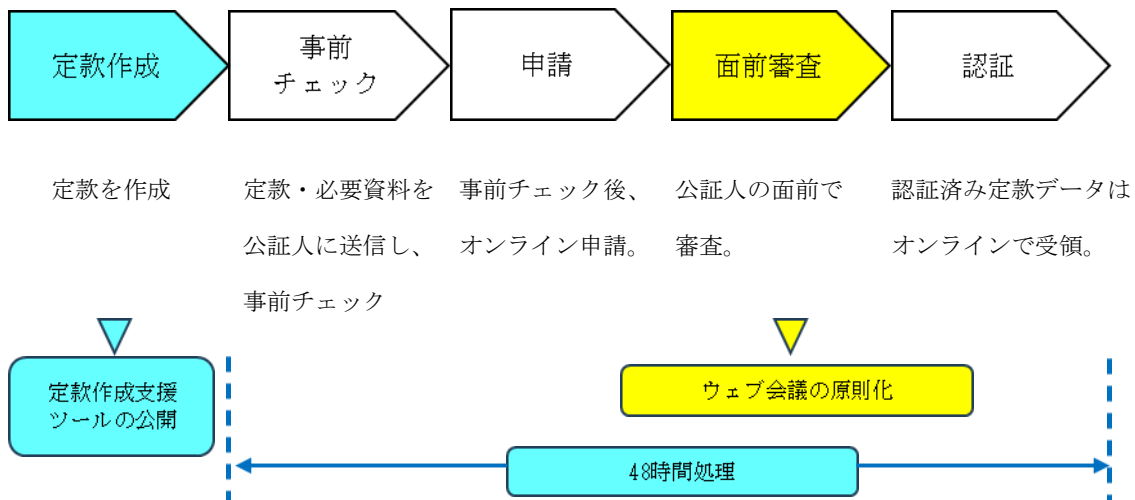 定款作成
事前
チェック
申請
面前審査
認証
定款を作成
定款・必要資料を
公証人に送信し、
事前チェック
事前チェック後、
オンライン申請。
公証人の面前で
審査。
認証済み定款データは
オンラインで受領。
定款作成支援
ツールの公開
ウェブ会議の原則化
48時間処理